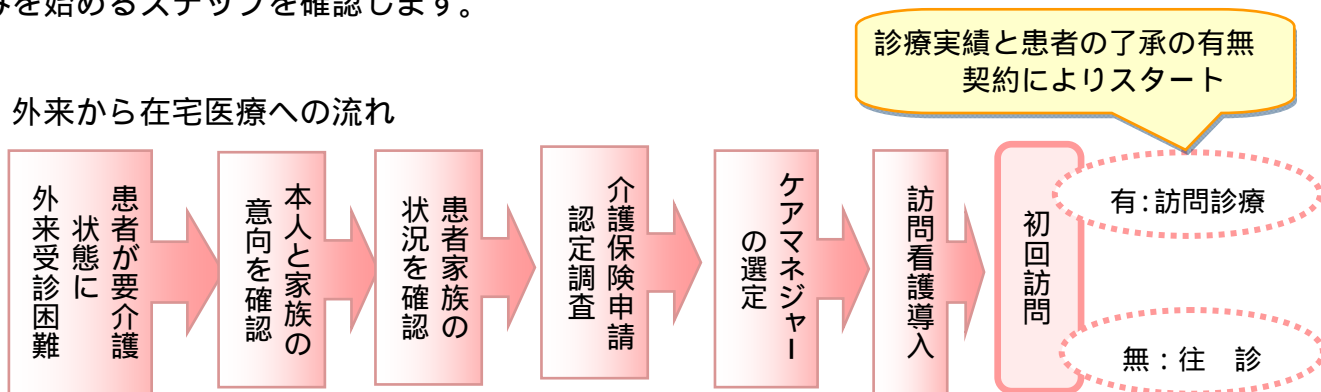 みを始めるステップを確認します。
診療実績と患者の了承の有無
契約によりスタート
外来から在宅医療への流れ
患者が要介護
状態に
外来受診困難
本人と家族の
意向を確認
患者家族の
状況を確認
介護保険申請
認定調査
ケアマネジャー
の選定
訪問看護導入
初回訪問
有:訪問診療
無:往 診